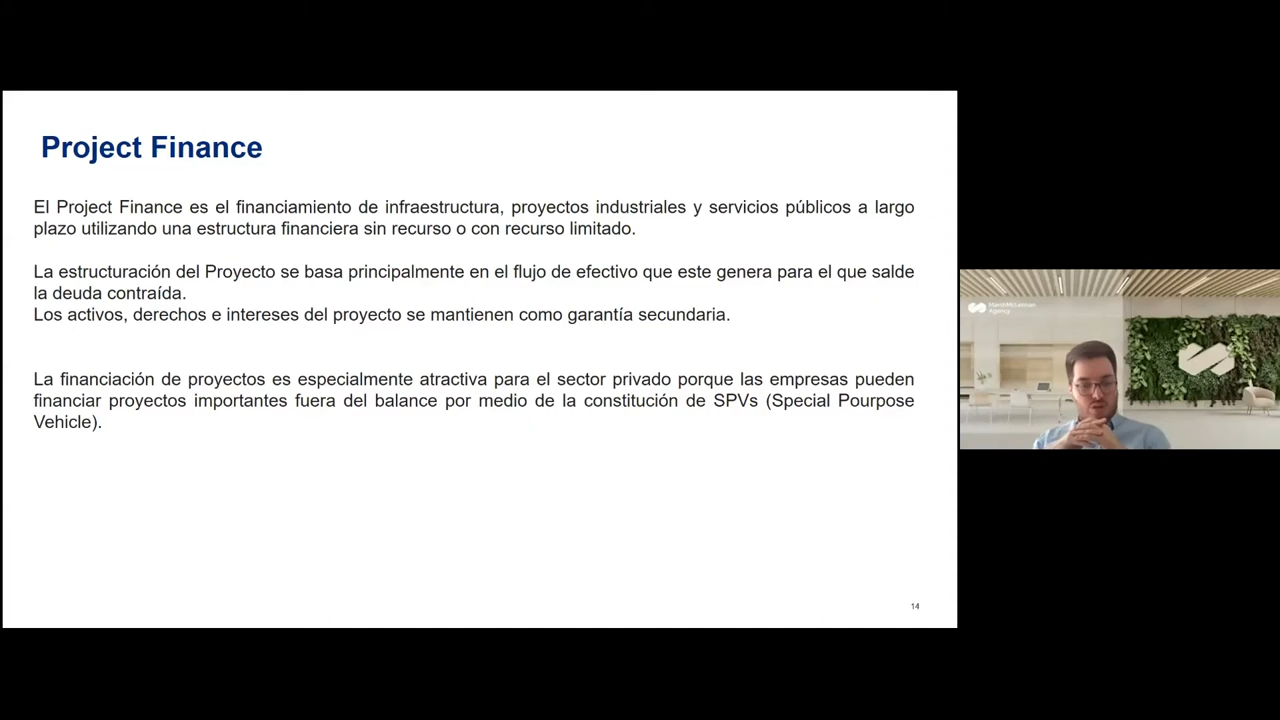 Project Finance
El Project Finance es el financiamiento de infraestructura, proyectos industriales y servicios públicos a largo
plazo utilizando una estructura financiera sin recurso o con recurso limitado.
La estructuración del Proyecto se basa principalmente en el flujo de efectivo que este genera para el que salde
la deuda contraída.
Los activos, derechos e intereses del proyecto se mantienen como garantía secundaria.
La financiación de proyectos es especialmente atractiva para el sector privado porque las empresas pueden
financiar proyectos importantes fuera del balance por medio de la constitución de SPVs (Special Pourpose
Vehicle).
14
MarshMcLennan
Agency